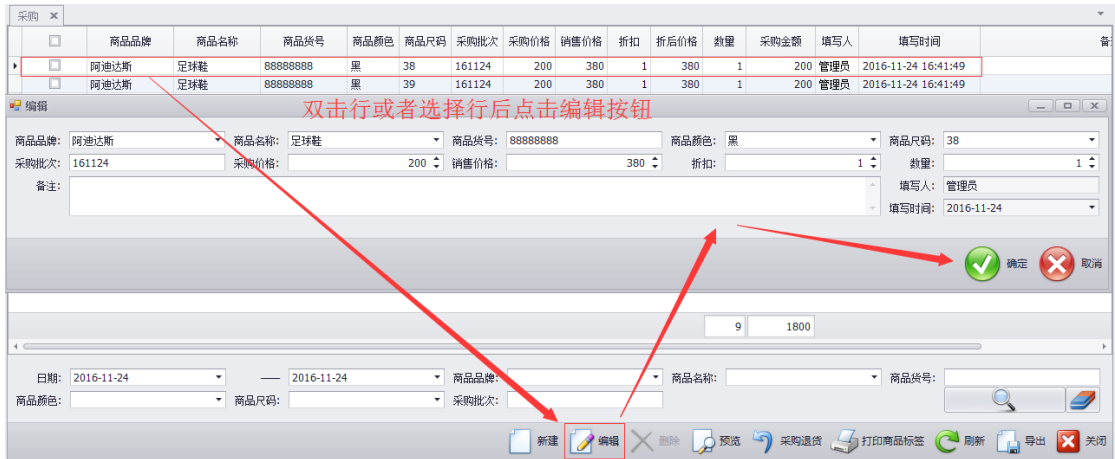 采购
商品品牌 商品名称 商品货号 商品颜色 商品尺码 采购批次 采购价格 销售价格 折扣 折后价格 数量 采购金额 填写人 填写时间
阿迪达斯 足球鞋 88888888 黑 38 161124 200 380 1 380 1 200 管理员 2016-11-24 16:41:49
阿迪达斯 足球鞋 88888888 黑 39 161124 200 380 1 380 1 200 管理员 2016-11-24 16:41:49
编辑
双击行或者选择行后点击编辑按钮
商品品牌: 阿迪达斯 商品名称: 足球鞋 商品货号: 88888888 商品颜色: 黑 商品尺码: 38
采购批次: 161124 采购价格: 200 销售价格: 380 折扣: 1 数量: 1
备注: 填写人: 管理员
填写时间: 2016-11-24
确定 取消
9 1800
日期: 2016-11-24 — 2016-11-24 商品品牌: 商品名称: 商品货号:
商品颜色: 商品尺码: 采购批次:
新建 编辑 删除 预览 采购退货 打印商品标签 刷新 导出 关闭